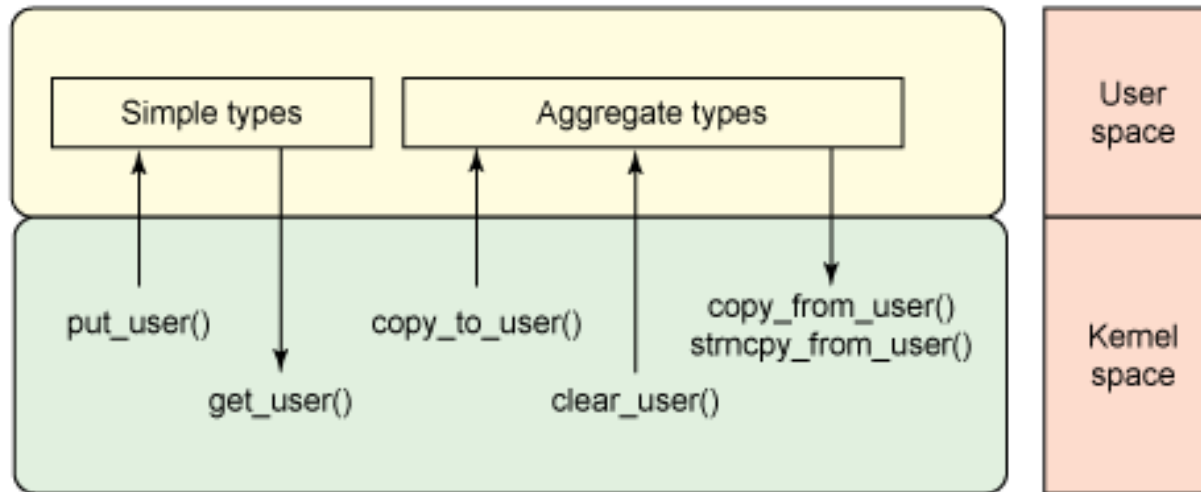 Simple types
Aggregate types
User
space
put_user()
copy_to_user()
copy_from_user()
strncpy_from_user()
get_user()
clear_user()
Kernel
space